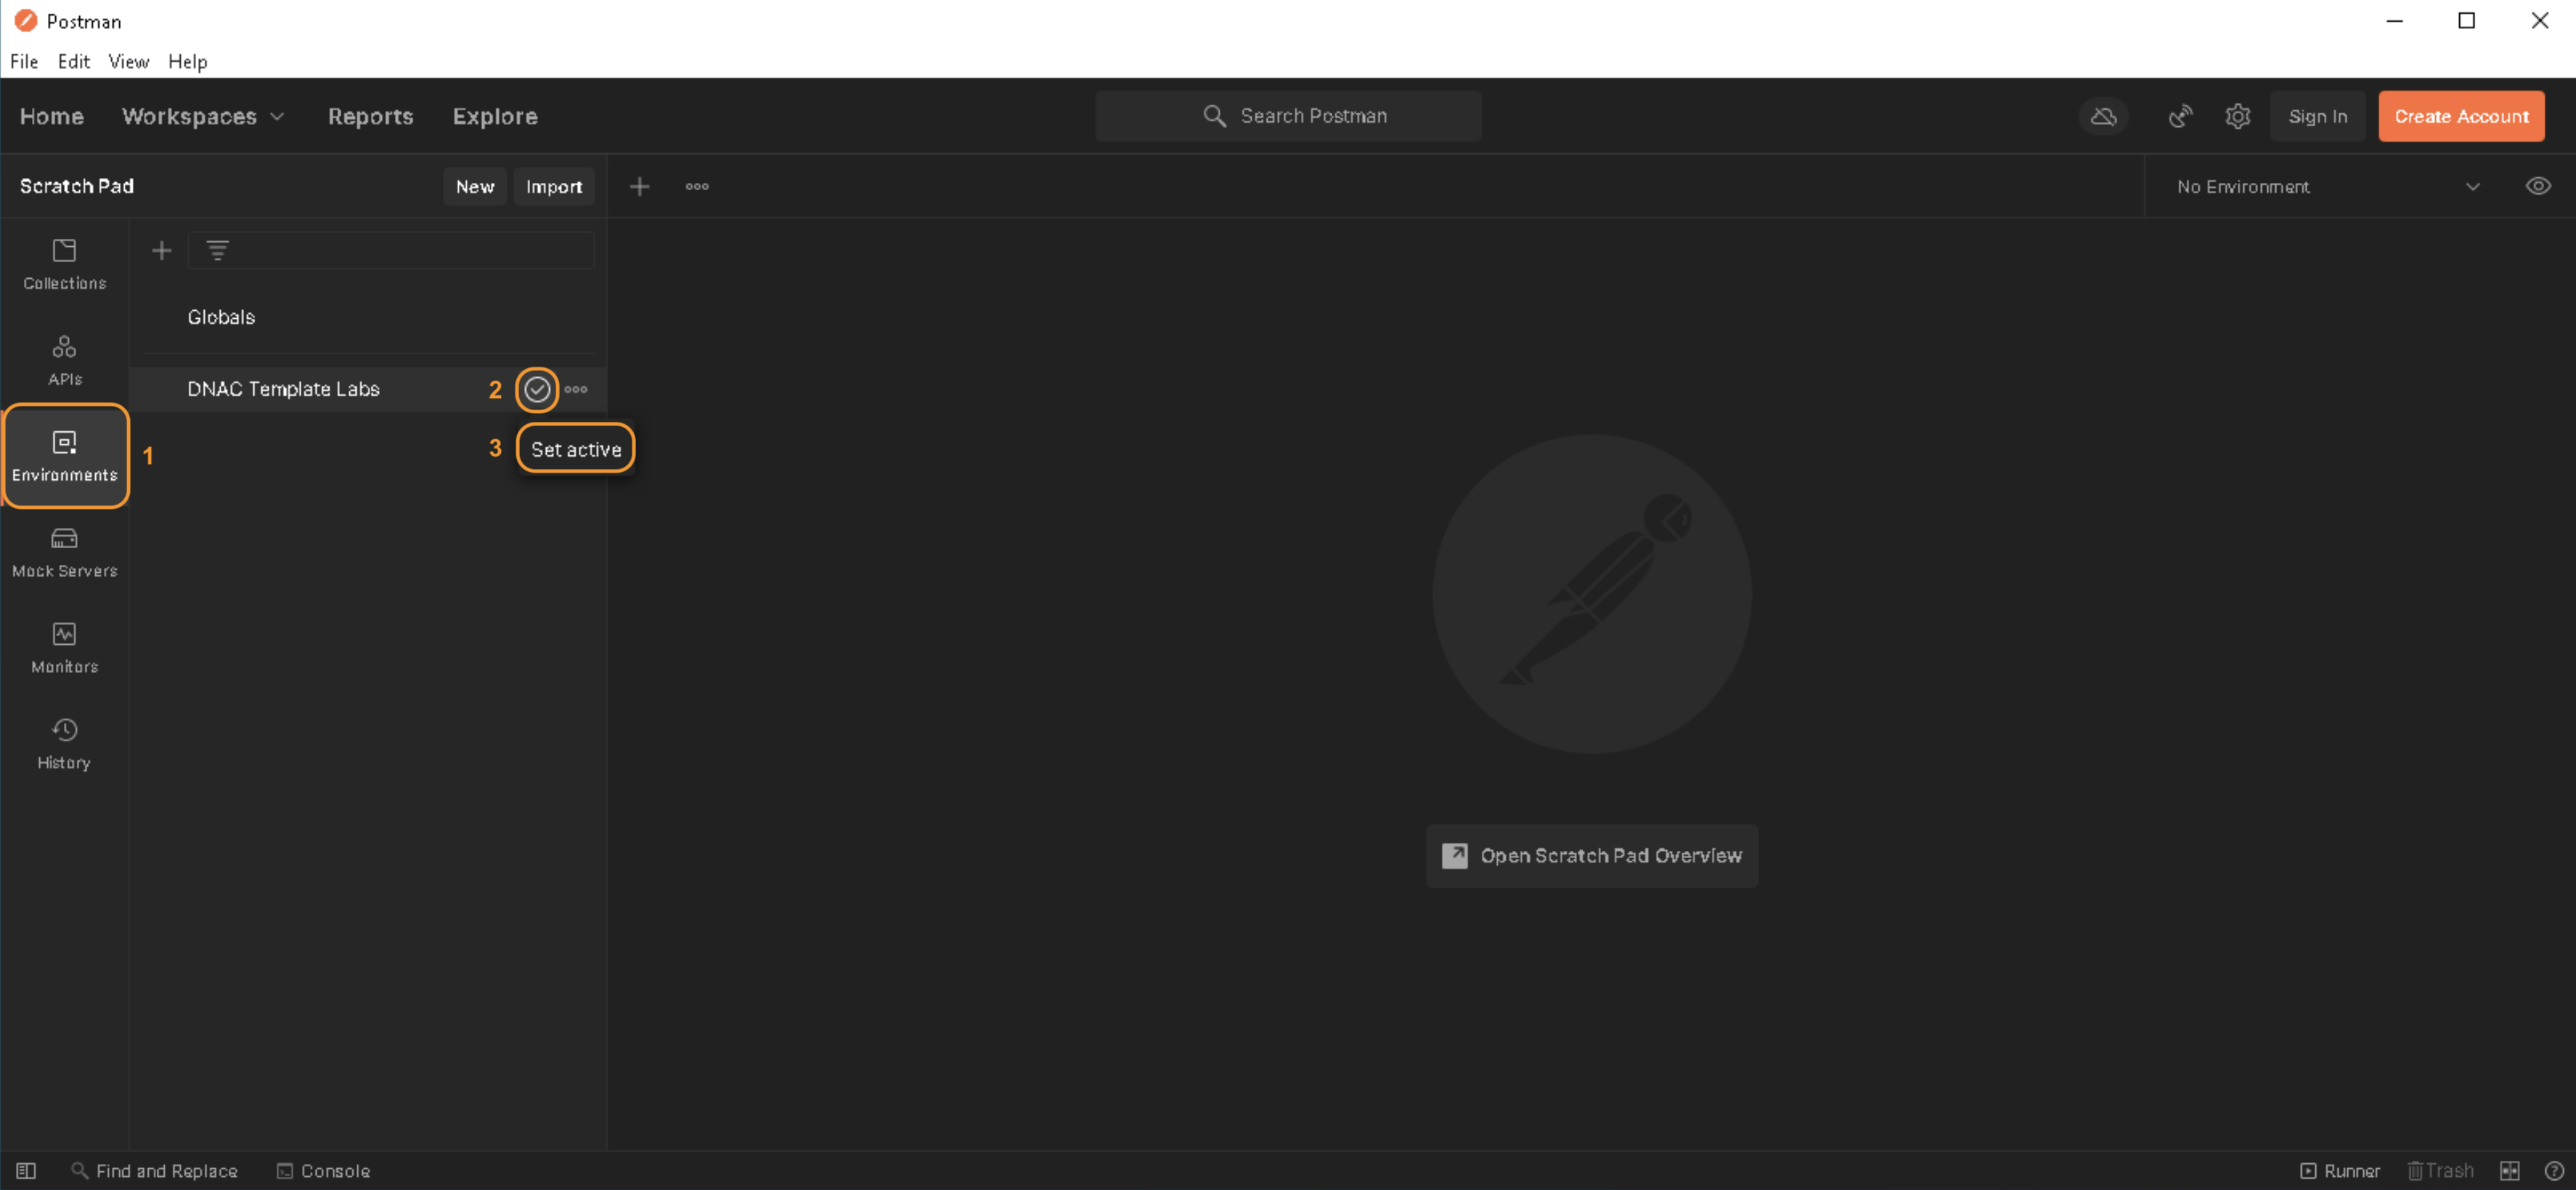 Postman
File Edit View Help
Home Workspaces Reports Explore Search Postman Sign In Create Account
Scratch Pad New Import No Environment
Collections
Globals
APIs
DNAC Template Labs 2
3 Set active
Environments 1
Mock Servers
Monitors
History
Open Scratch Pad Overview
Find and Replace Console Runner Trash